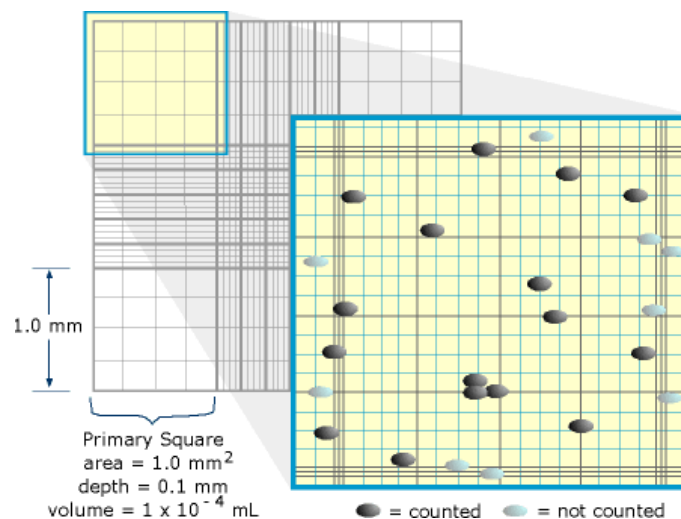 1.0 mm
Primary Square
area = 1.0 mm²
depth = 0.1 mm
volume = 1 x 10⁻⁴ mL
= counted
= not counted